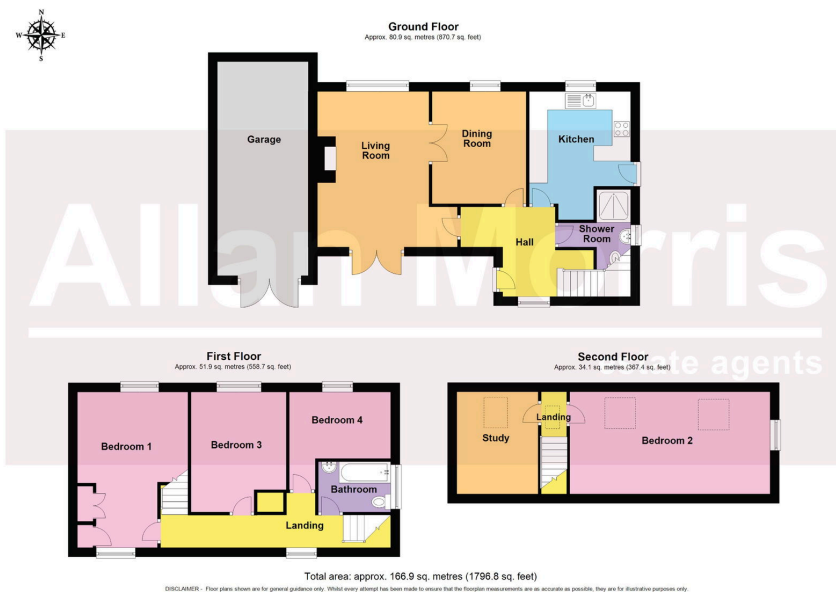 N
W E
S
Ground Floor
Approx. 80.9 sq. metres (870.7 sq. feet)
Garage
Living
Room
Dining
Room
Kitchen
Shower
Room
Hall
Allan Morris
estate agents
First Floor
Approx. 51.9 sq. metres (558.7 sq. feet)
Bedroom 1
Bedroom 3
Bedroom 4
Bathroom
Landing
Second Floor
Approx. 34.1 sq. metres (367.4 sq. feet)
Study
Landing
Bedroom 2
Total area: approx. 166.9 sq. metres (1796.8 sq. feet)
DISCLAIMER - Floor plans shown are for general guidance only. Whilst every attempt has been made to ensure that the floorplan measurements are as accurate as possible, they are for illustrative purposes only.